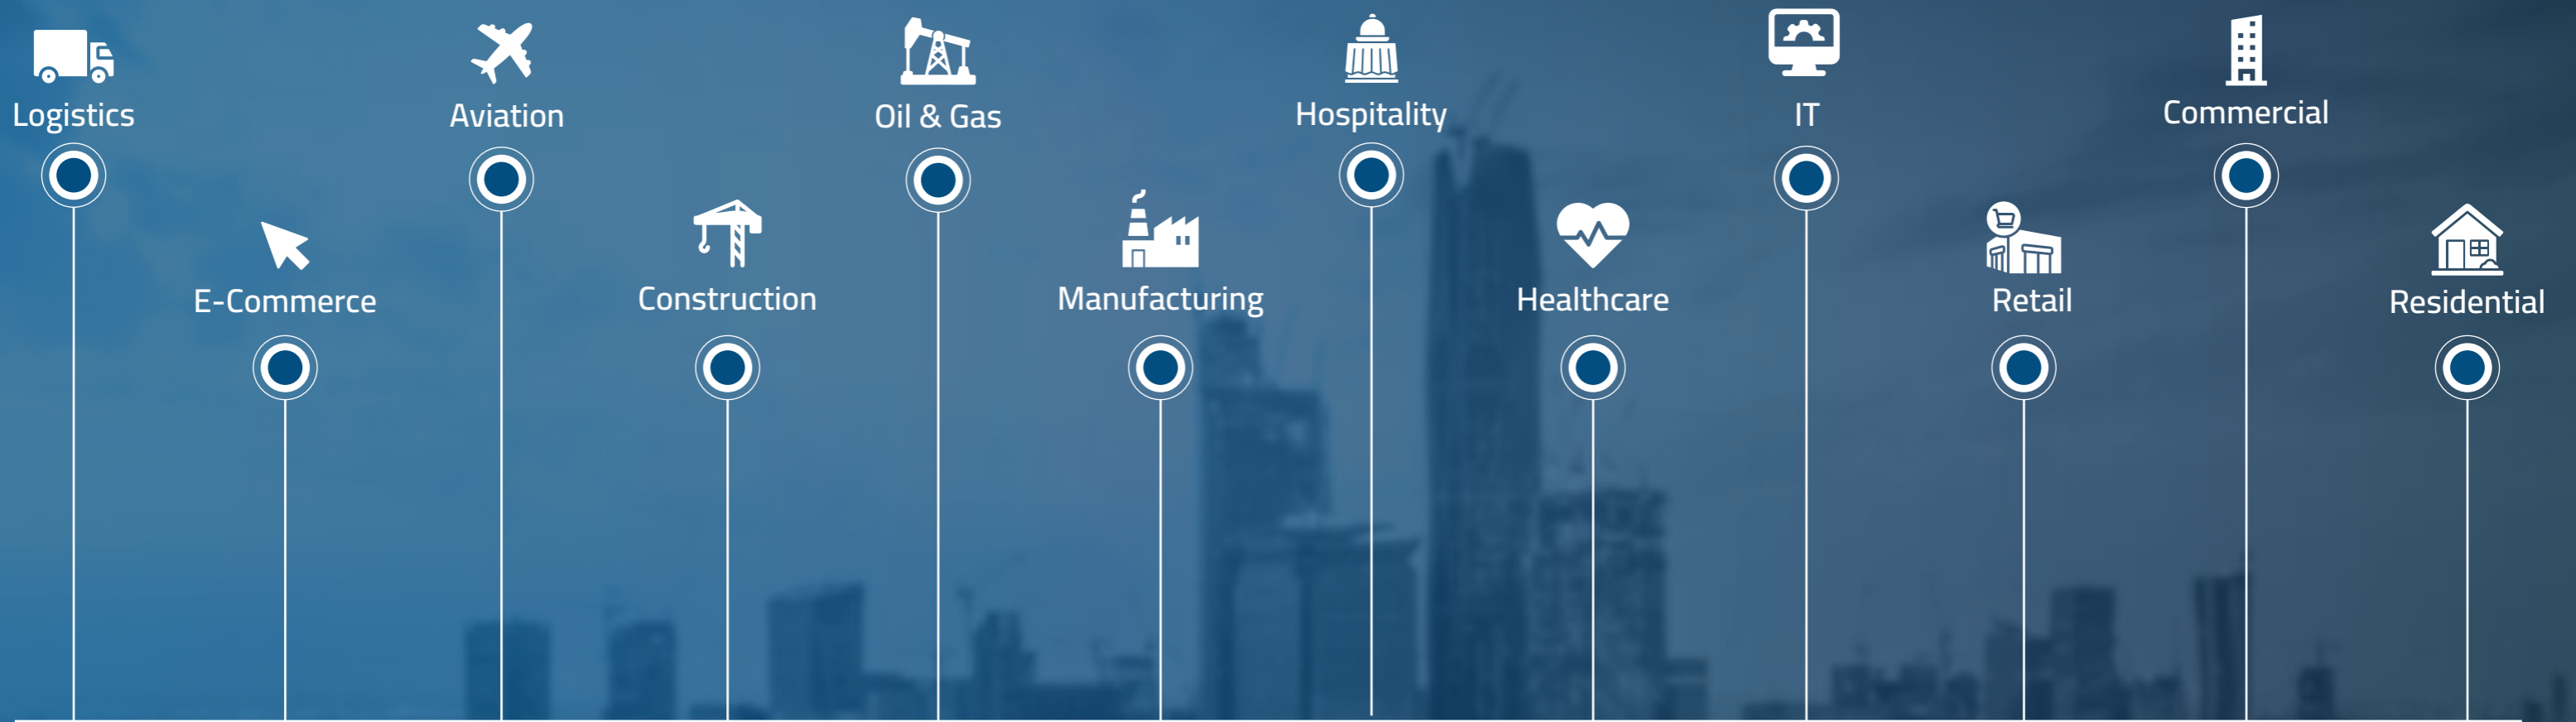 Logistics
Aviation
Oil & Gas
Hospitality
IT
Commercial
E-Commerce
Construction
Manufacturing
Healthcare
Retail
Residential